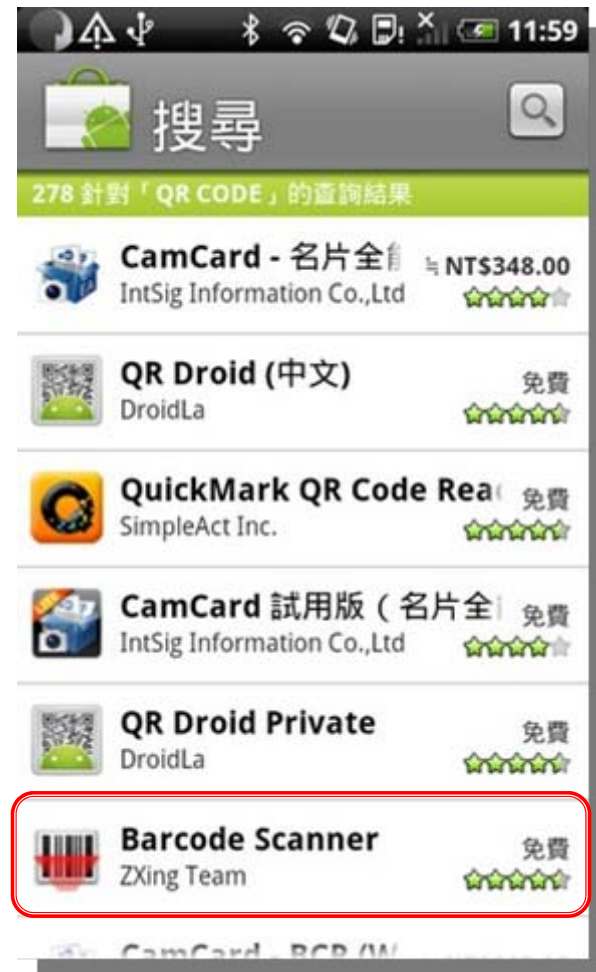 11:59
搜尋
278 針對「QR CODE」的查詢結果
CamCard - 名片全
≒ NT$348.00
IntSig Information Co.,Ltd
QR Droid (中文)
免費
DroidLa
QuickMark QR Code Rea
免費
SimpleAct Inc.
CamCard 試用版 ( 名片全
免費
IntSig Information Co.,Ltd
QR Droid Private
免費
DroidLa
Barcode Scanner
免費
ZXing Team
CamCard - BCR (W